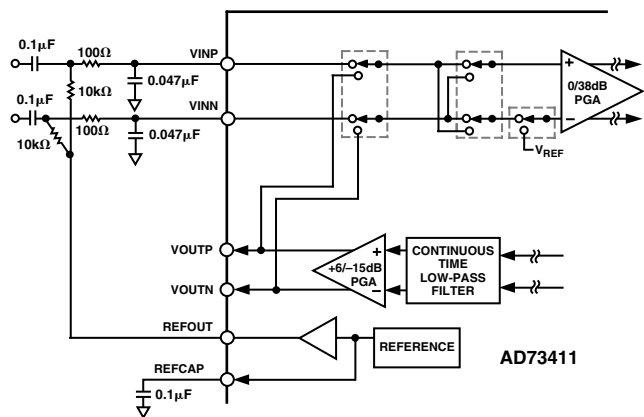 0.1µF
100Ω
VINP
0.047µF
10kΩ
0.1µF
VINN
100Ω
0.047µF
10kΩ
+
0/38dB
PGA
–
VREF
VOUTP
+
+6/–15dB
PGA
–
CONTINUOUS
TIME
LOW-PASS
FILTER
VOUTN
REFOUT
REFERENCE
AD73411
REFCAP
0.1µF